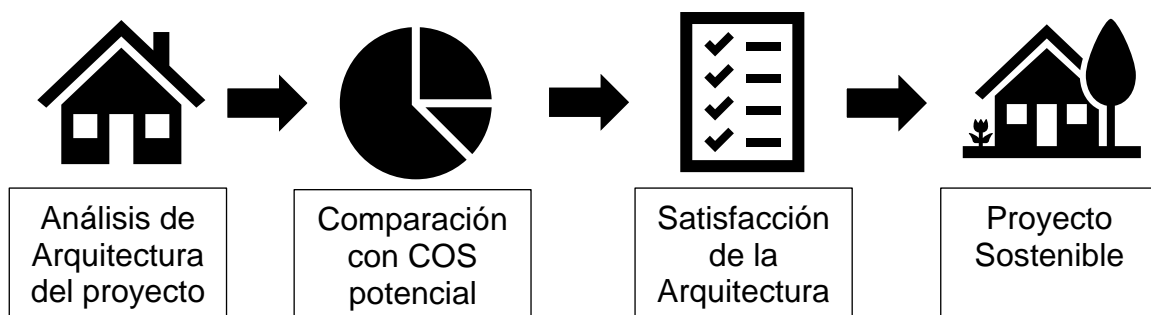 Análisis de
Arquitectura
del proyecto
Comparación
con COS
potencial
Satisfacción
de la
Arquitectura
Proyecto
Sostenible